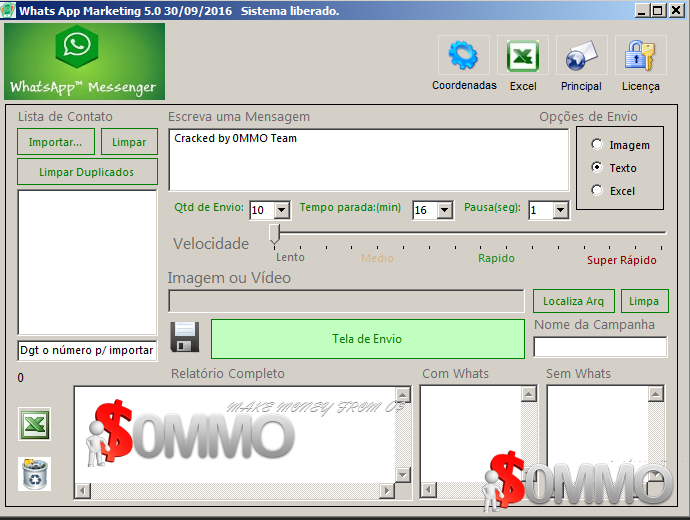 Whats App Marketing 5.0 30/09/2016 Sistema liberado.
WhatsApp™ Messenger
Coordenadas Excel Principal Licença
Lista de Contato
Importar... Limpar
Limpar Duplicados
Dgt o número p/ importar
0
Escreva uma Mensagem
Cracked by 0MMO Team
Opções de Envio
Imagem
Texto
Excel
Qtd de Envio: 10 Tempo parada:(min) 16 Pausa(seg): 1
Velocidade
Lento Medio Rapido Super Rápido
Imagem ou Vídeo
Localiza Arq Limpa
Tela de Envio
Nome da Campanha
Relatório Completo
Com Whats
Sem Whats
MAKE MONEY FROM
$0MMO
$0MMO